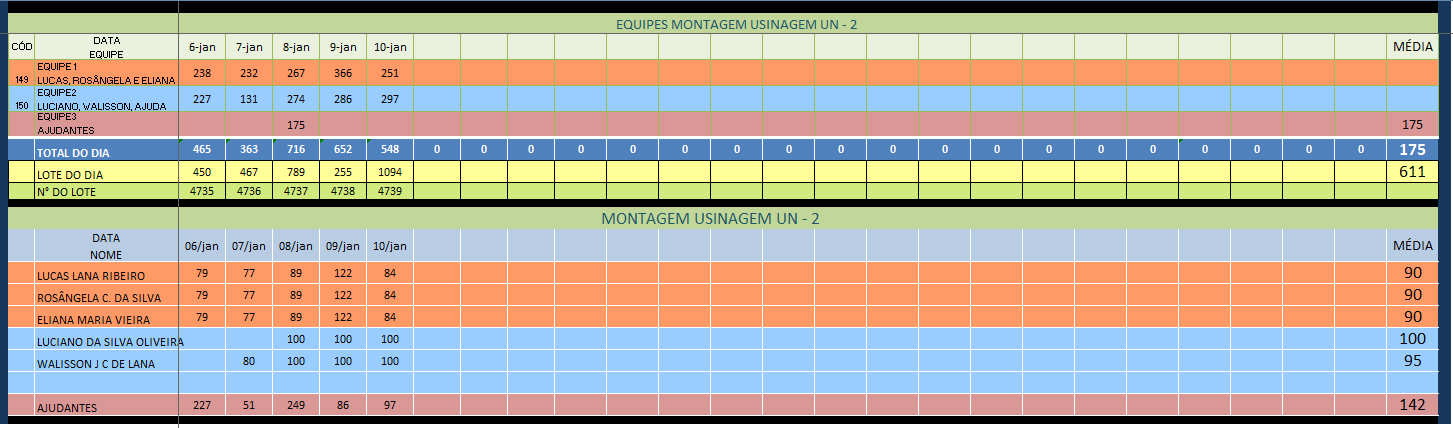 EQUIPES MONTAGEM USINAGEM UN - 2
CÓD DATA EQUIPE 6-jan 7-jan 8-jan 9-jan 10-jan MÉDIA
149 EQUIPE 1 LUCAS, ROSÂNGELA E ELIANA 238 232 267 366 251
150 EQUIPE2 LUCIANO, WALISSON, AJUDA 227 131 274 286 297
EQUIPE3 AJUDANTES 175 175
TOTAL DO DIA 465 363 716 652 548 0 0 0 0 0 0 0 0 0 0 0 0 0 0 0 0 0 0 0 175
LOTE DO DIA 450 467 789 255 1094 611
N° DO LOTE 4735 4736 4737 4738 4739
MONTAGEM USINAGEM UN - 2
DATA NOME 06/jan 07/jan 08/jan 09/jan 10/jan MÉDIA
LUCAS LANA RIBEIRO 79 77 89 122 84 90
ROSÂNGELA C. DA SILVA 79 77 89 122 84 90
ELIANA MARIA VIEIRA 79 77 89 122 84 90
LUCIANO DA SILVA OLIVEIRA 100 100 100 100
WALISSON J C DE LANA 80 100 100 100 95
AJUDANTES 227 51 249 86 97 142